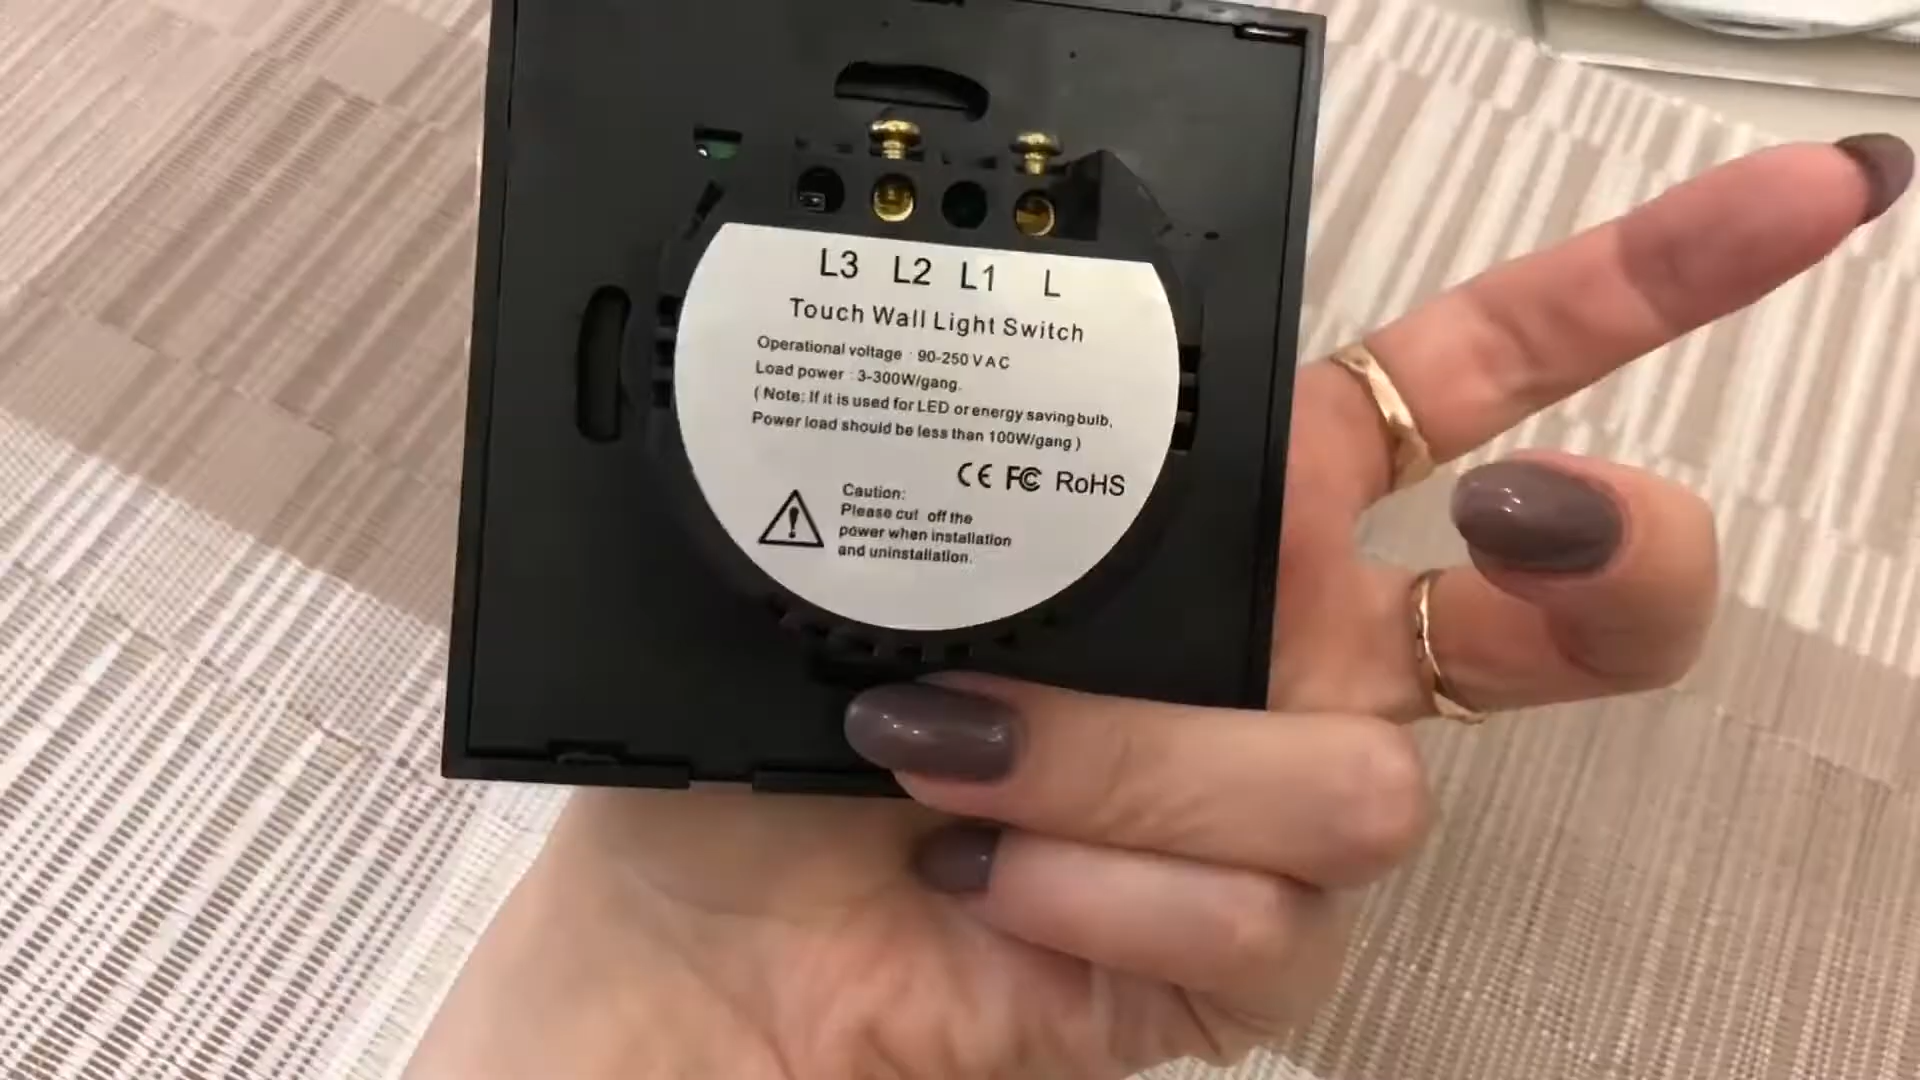 L3 L2 L1 L
Touch Wall Light Switch
Operational voltage : 90-250 V A C
Load power : 3-300W/gang.
( Note: If it is used for LED or energy saving bulb,
Power load should be less than 100W/gang )
CE FC RoHS
Caution:
Please cut off the
power when installation
and uninstallation.